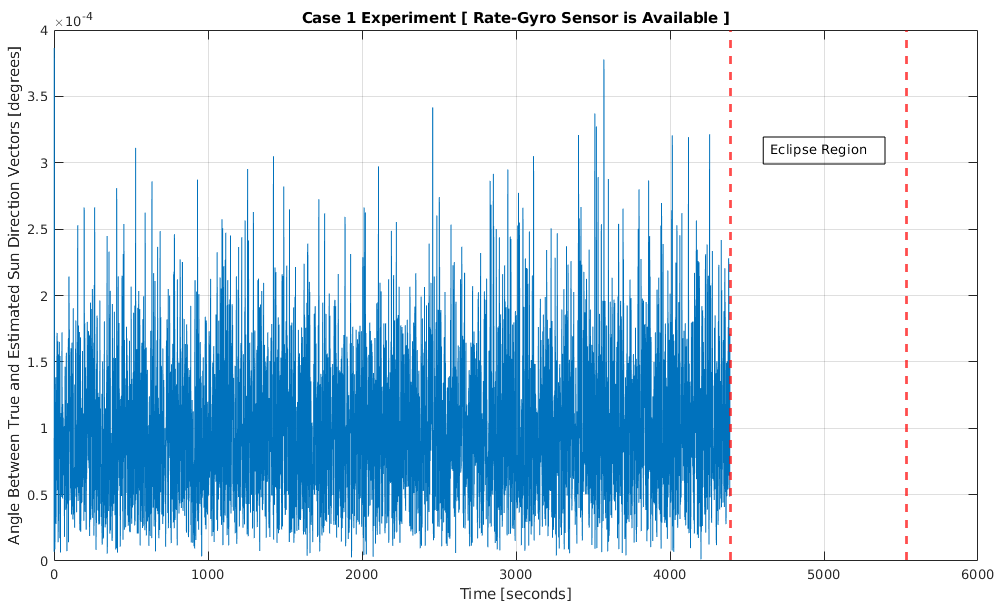 Case 1 Experiment [ Rate-Gyro Sensor is Available ]
×10-4
4
3.5
3
2.5
2
1.5
1
0.5
0
Angle Between True and Estimated Sun Direction Vectors [degrees]
Eclipse Region
0 1000 2000 3000 4000 5000 6000
Time [seconds]